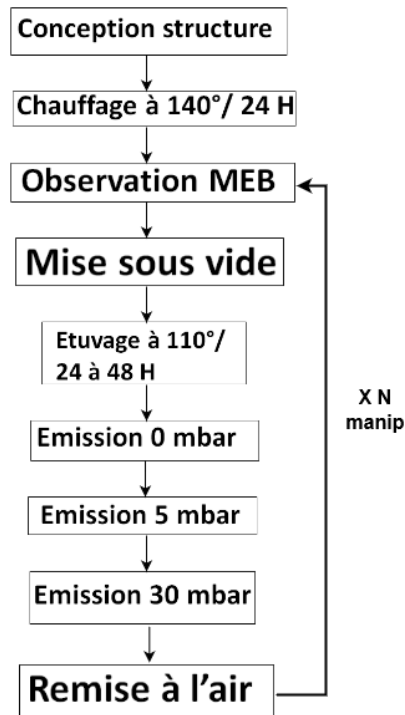 Conception structure
Chauffage à 140°/ 24 H
Observation MEB
Mise sous vide
Etuvage à 110°/
24 à 48 H
Emission 0 mbar
X N
manip
Emission 5 mbar
Emission 30 mbar
Remise à l'air